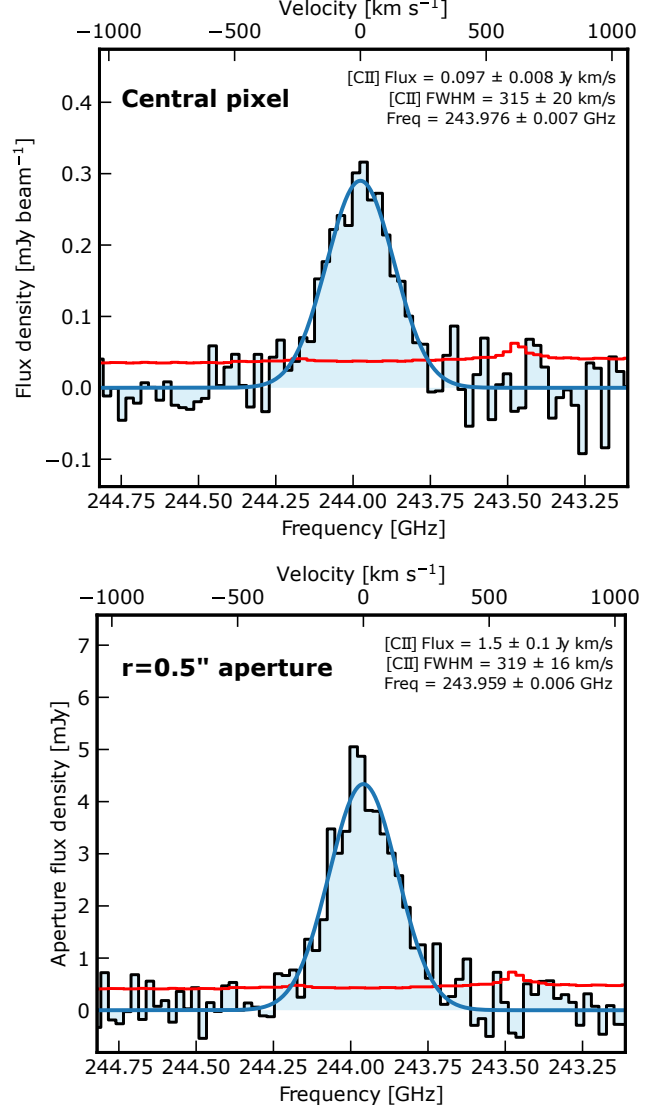 Velocity [km s⁻¹]
−1000 −500 0 500 1000
[CII] Flux = 0.097 ± 0.008 Jy km/s
Central pixel
[CII] FWHM = 315 ± 20 km/s
Freq = 243.976 ± 0.007 GHz
0.4
0.3
0.2
0.1
0.0
−0.1
Flux density [mJy beam⁻¹]
244.75 244.50 244.25 244.00 243.75 243.50 243.25
Frequency [GHz]
Velocity [km s⁻¹]
−1000 −500 0 500 1000
[CII] Flux = 1.5 ± 0.1 Jy km/s
r=0.5" aperture
[CII] FWHM = 319 ± 16 km/s
Freq = 243.959 ± 0.006 GHz
7
6
5
4
3
2
1
0
Aperture flux density [mJy]
244.75 244.50 244.25 244.00 243.75 243.50 243.25
Frequency [GHz]